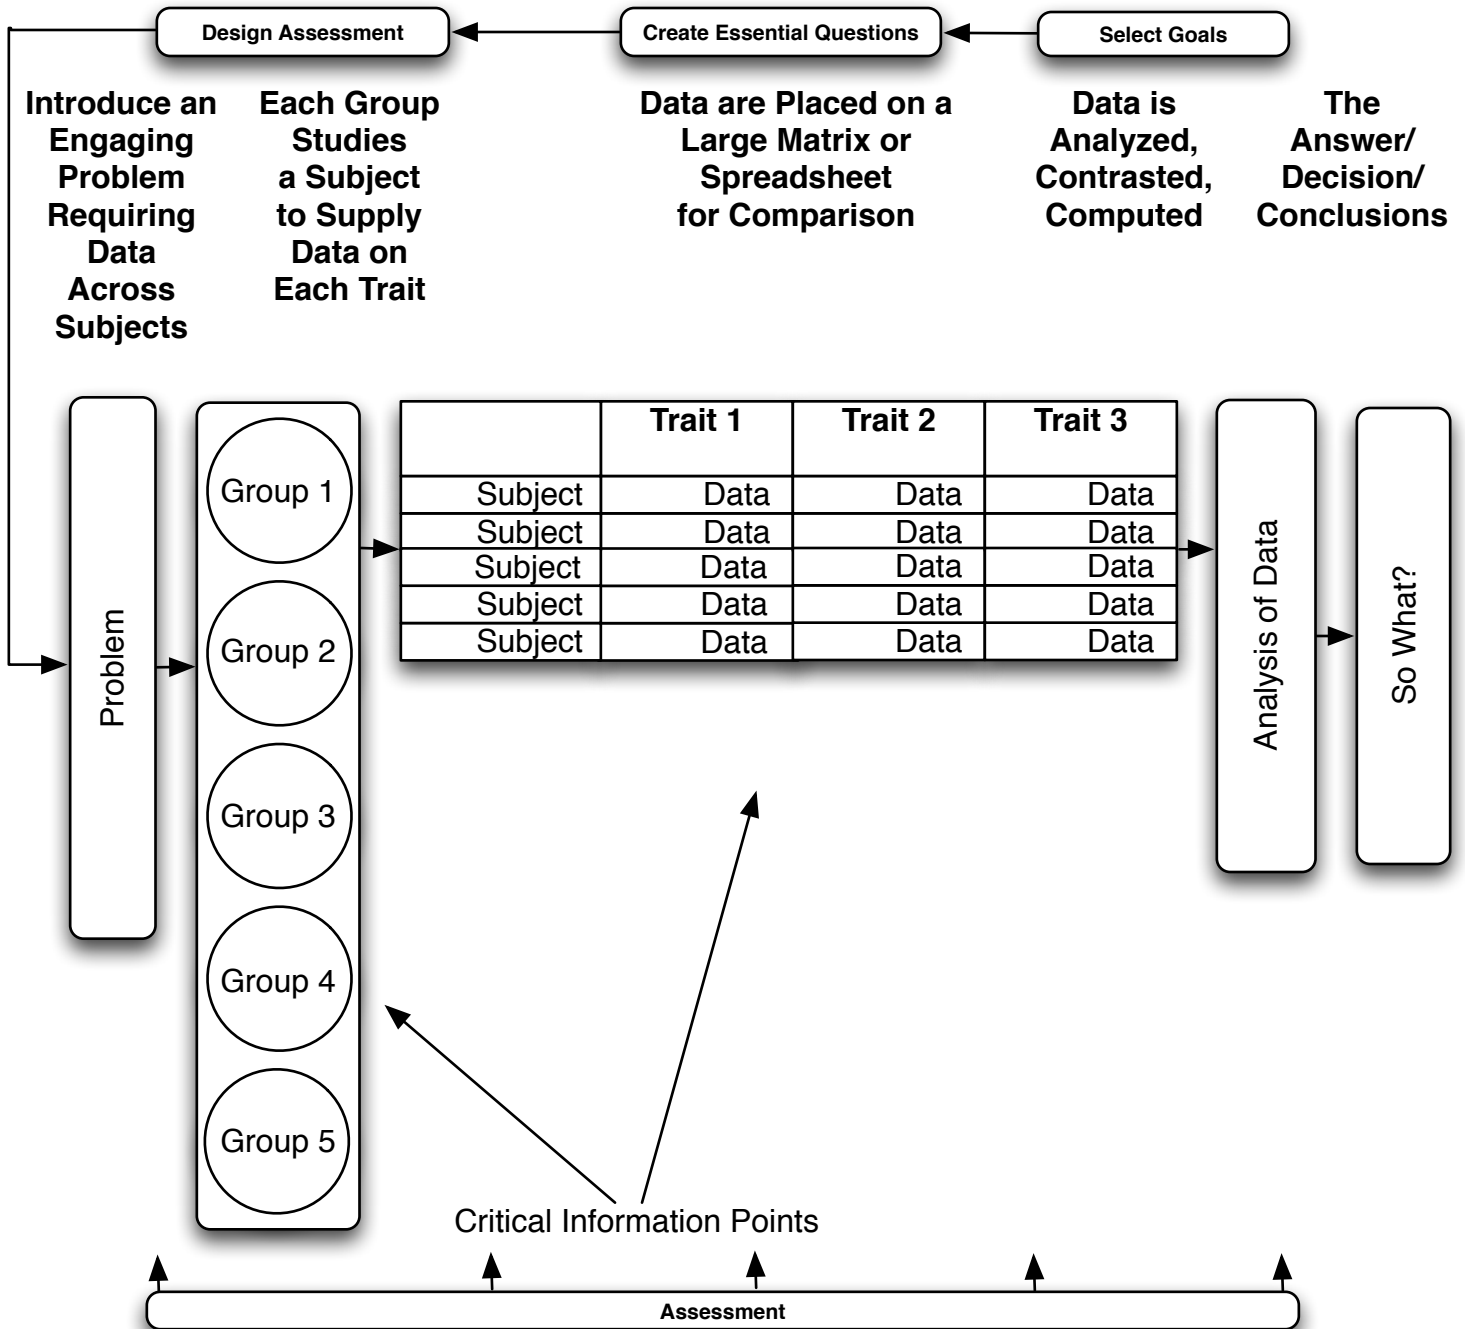 Design Assessment
Create Essential Questions
Select Goals
Introduce an
Engaging
Problem
Requiring
Data
Across
Subjects
Each Group
Studies
a Subject
to Supply
Data on
Each Trait
Data are Placed on a
Large Matrix or
Spreadsheet
for Comparison
Data is
Analyzed,
Contrasted,
Computed
The
Answer/
Decision/
Conclusions
Problem
Group 1
Group 2
Group 3
Group 4
Group 5
Trait 1 Trait 2 Trait 3
Subject Data Data Data
Subject Data Data Data
Subject Data Data Data
Subject Data Data Data
Subject Data Data Data
Analysis of Data
So What?
Critical Information Points
Assessment